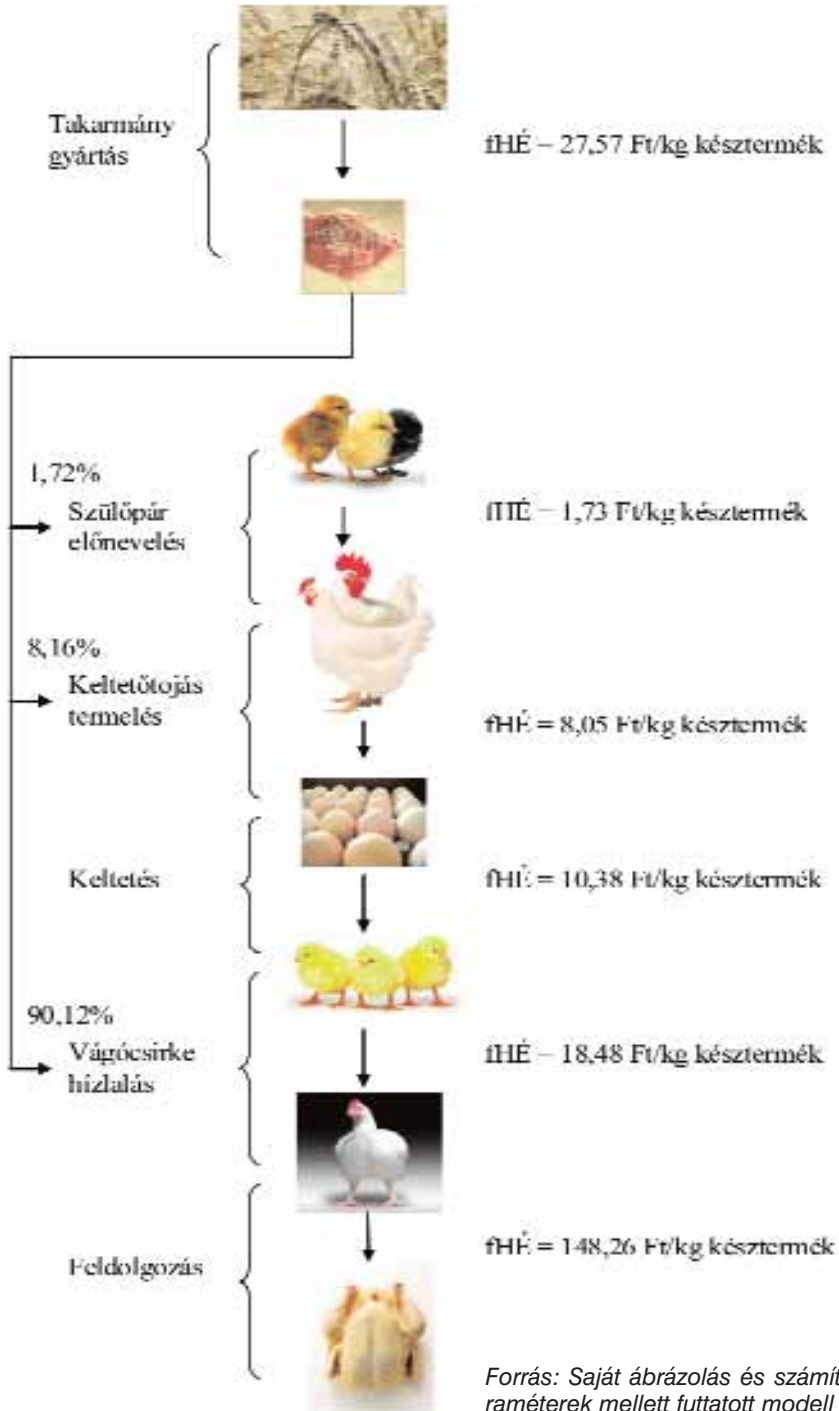 Takarmány
gyártás
fHÉ – 27,57 Ft/kg késztermék
1,72%
Szülőpár
előnevelés
fHÉ – 1,73 Ft/kg késztermék
8,16%
Keltetőtojás
termelés
fHÉ = 8,05 Ft/kg késztermék
Keltetés
fHÉ = 10,38 Ft/kg késztermék
90,12%
Vágócsirke
hízlalás
fHÉ – 18,48 Ft/kg késztermék
Feldolgozás
fHÉ = 148,26 Ft/kg késztermék
Forrás: Saját ábrázolás és számít
raméterek mellett futtatott modell